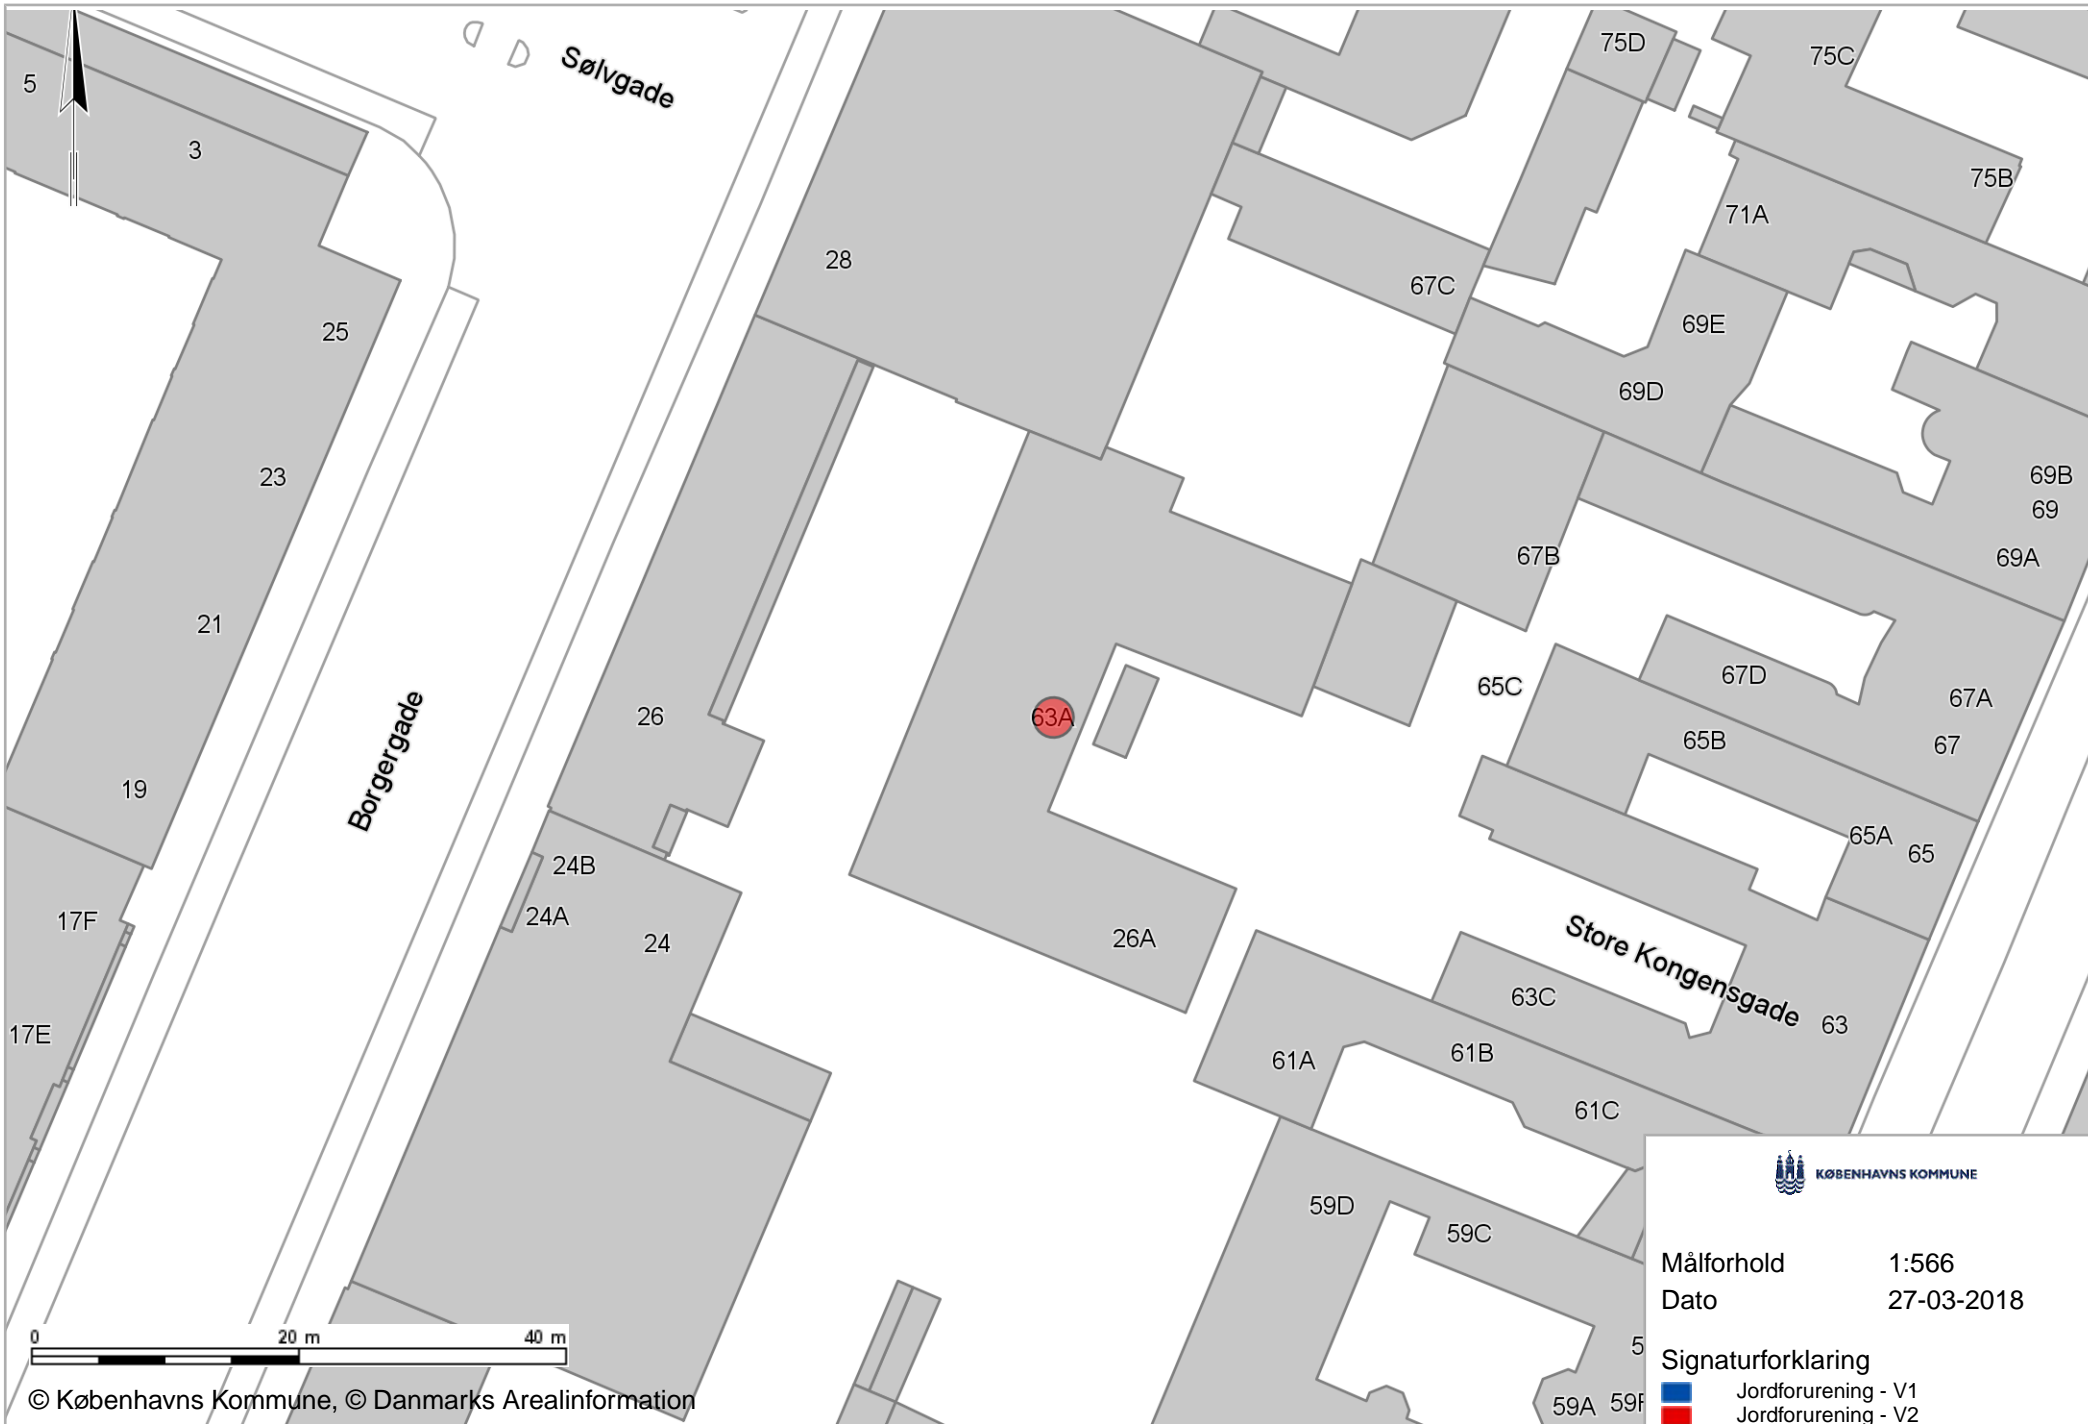 Sølvgade
75D
75C
5
3
75B
71A
28
67C
25
69E
69D
23
69B
69
67B
69A
21
65C
67D
67A
26
63A
65B
67
Borgergade
19
65A
65
24B
17F
24A
24
26A
Store Kongensgade
63C
63
17E
61A
61B
61C
59D
59C
59A
KØBENHAVNS KOMMUNE
Målforhold 1:566
Dato 27-03-2018
Signaturforklaring
Jordforurening - V1
Jordforurening - V2
0 20 m 40 m
© Københavns Kommune, © Danmarks Arealinformation